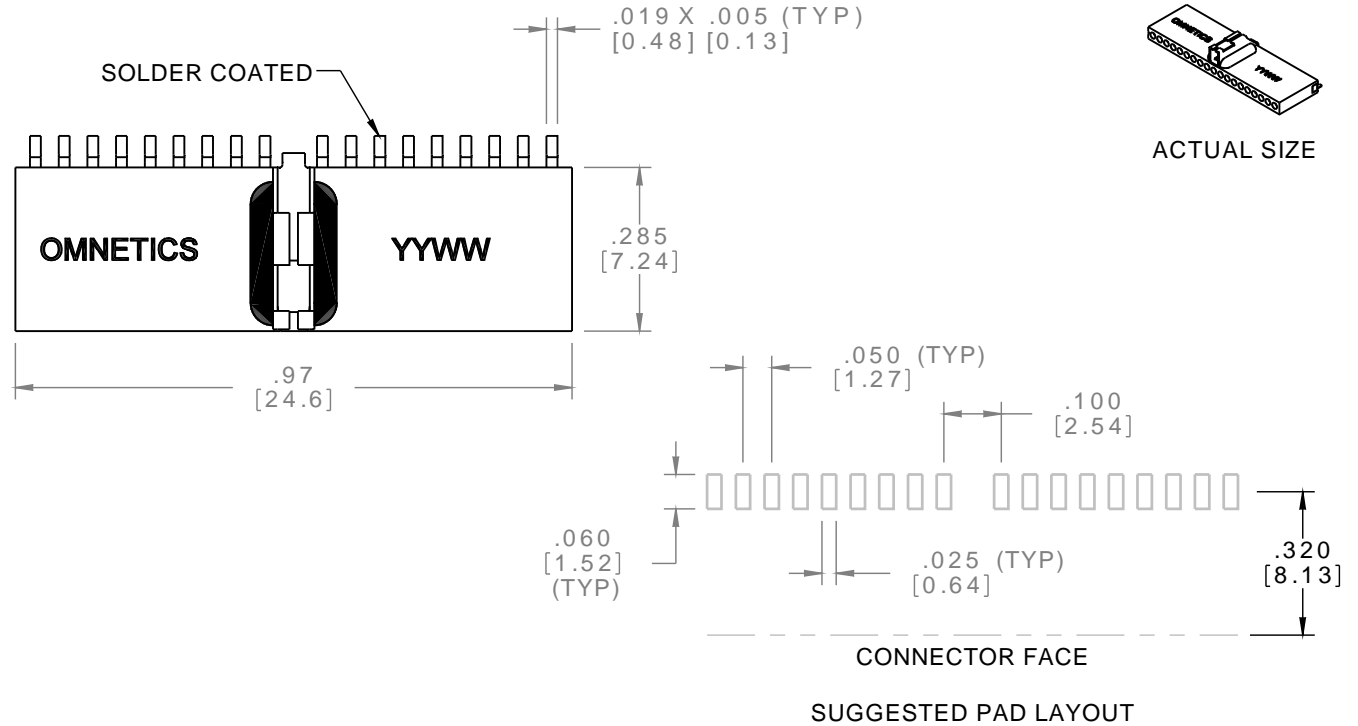 .019 X .005 (TYP)
[0.48] [0.13]
SOLDER COATED
OMNETICS
YYWW
ACTUAL SIZE
OMNETICS
YYWW
.285
[7.24]
.97
[24.6]
.050 (TYP)
[1.27]
.100
[2.54]
.060
[1.52]
(TYP)
.025 (TYP)
[0.64]
.320
[8.13]
CONNECTOR FACE
SUGGESTED PAD LAYOUT